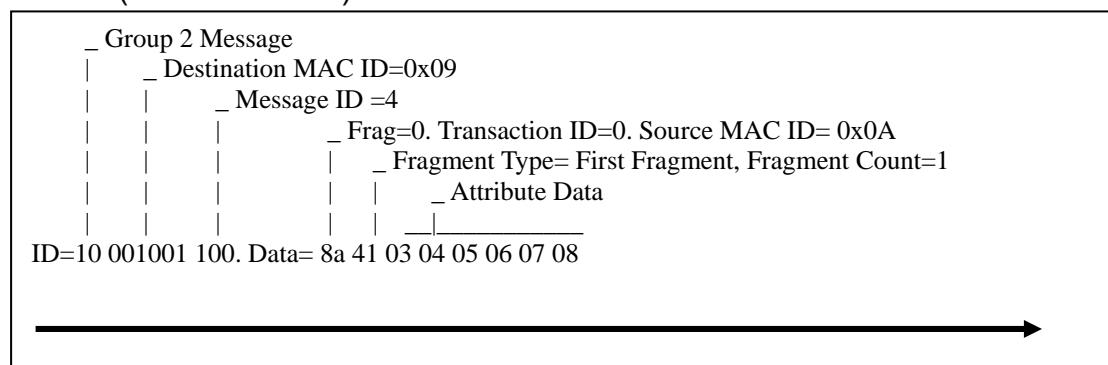 _ Group 2 Message
| _ Destination MAC ID=0x09
| | _ Message ID =4
| | | _ Frag=0. Transaction ID=0. Source MAC ID= 0x0A
| | | | _ Fragment Type= First Fragment, Fragment Count=1
| | | | | _ Attribute Data
| | | | | __|___________
ID=10 001001 100. Data= 8a 41 03 04 05 06 07 08